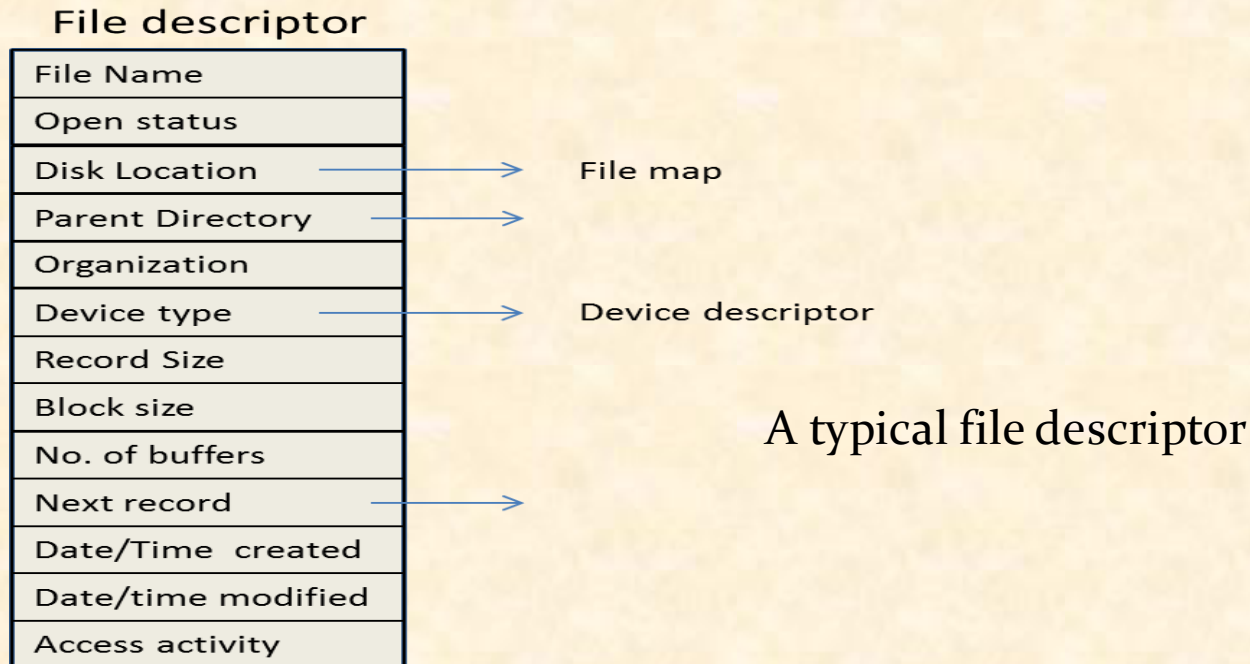 File descriptor
File Name
Open status
Disk Location
File map
Parent Directory
Organization
Device type
Device descriptor
Record Size
Block size
A typical file descriptor
No. of buffers
Next record
Date/Time created
Date/time modified
Access activity